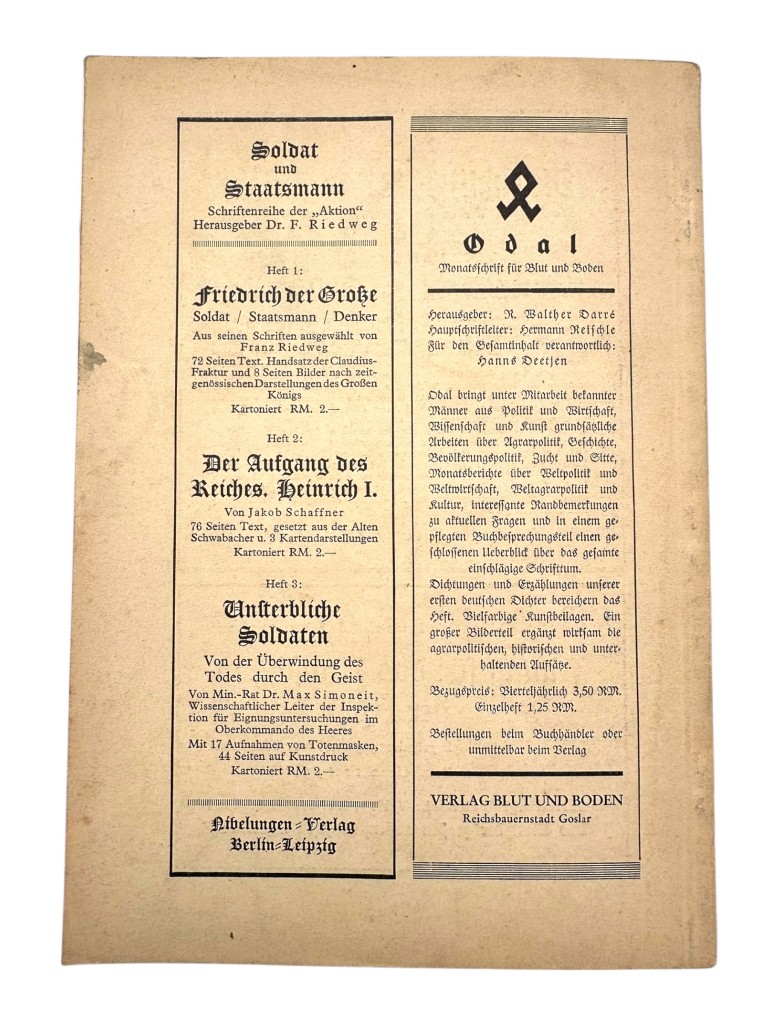 Soldat
und
Staatsmann
Schriftenreihe der „Aktion“
Herausgeber Dr. F. Riedweg
Heft 1:
Friedrich der Große
Soldat / Staatsmann / Denker
Aus seinen Schriften ausgewählt von
Franz Riedweg
72 Seiten Text. Handsatz der Claudius-
Fraktur und 8 Seiten Bilder nach zeit-
genössischen Darstellungen des Großen
Königs
Kartoniert RM. 2.—
Heft 2:
Der Aufgang des
Reiches. Heinrich I.
Von Jakob Schaffner
76 Seiten Text, gesetzt aus der Alten
Schwabacher u. 3 Kartendarstellungen
Kartoniert RM. 2.—
Heft 3:
Unsterbliche
Soldaten
Von der Überwindung des
Todes durch den Geist
Von Min.-Rat Dr. Max Simoneit,
Wissenschaftlicher Leiter der Inspek-
tion für Eignungsuntersuchungen im
Oberkommando des Heeres
Mit 17 Aufnahmen von Totenmasken,
44 Seiten auf Kunstdruck
Kartoniert RM. 2.—
Nibelungen-Verlag
Berlin-Leipzig
Odal
Monatsschrift für Blut und Boden
Herausgeber: R. Walther Darré
Hauptschriftleiter: Hermann Reischle
Für den Gesamtinhalt verantwortlich:
Hanns Deetjen
Odal bringt unter Mitarbeit bekannter
Männer aus Politik und Wirtschaft,
Wissenschaft und Kunst grundsätzliche
Arbeiten über Agrarpolitik, Geschichte,
Bevölkerungspolitik, Zucht und Sitte,
Monatsberichte über Weltpolitik und
Weltwirtschaft, Weltagrarpolitik und
Kultur, interessante Randbemerkungen
zu aktuellen Fragen und in einem ge-
pflegten Buchbesprechungsteil einen ge-
schlossenen Ueberblick über das gesamte
einschlägige Schrifttum.
Dichtungen und Erzählungen unserer
ersten deutschen Dichter bereichern das
Heft. Vielfarbige Kunstbeilagen. Ein
großer Bilderteil ergänzt wirksam die
agrarpolitischen, historischen und unter-
haltenden Aufsätze.
Bezugspreis: Vierteljährlich 3,50 RM.
Einzelheft 1,25 RM.
Bestellungen beim Buchhändler oder
unmittelbar beim Verlag
VERLAG BLUT UND BODEN
Reichsbauernstadt Goslar